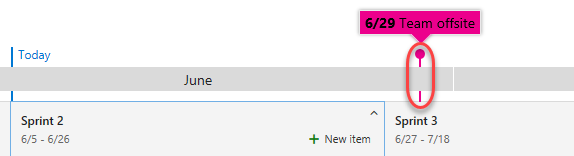 6/29 Team offsite
Today
June
Sprint 2
6/5 - 6/26
+ New item
Sprint 3
6/27 - 7/18